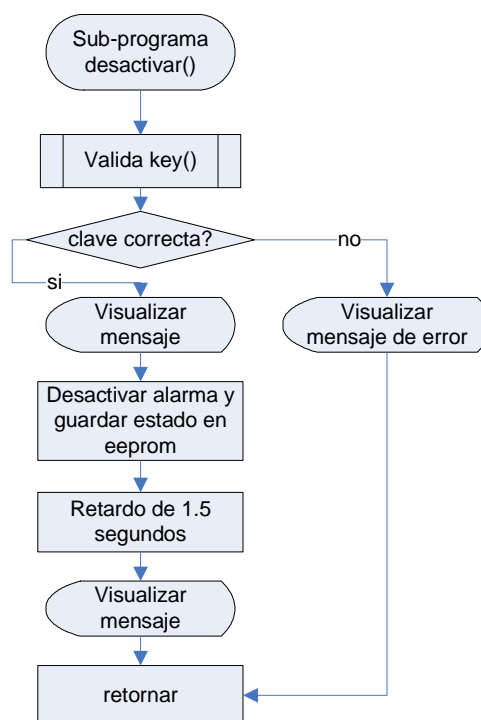 Sub-programa
desactivar()
Valida key()
clave correcta?
no
si
Visualizar
mensaje
Visualizar
mensaje de error
Desactivar alarma y
guardar estado en
eeprom
Retardo de 1.5
segundos
Visualizar
mensaje
retornar